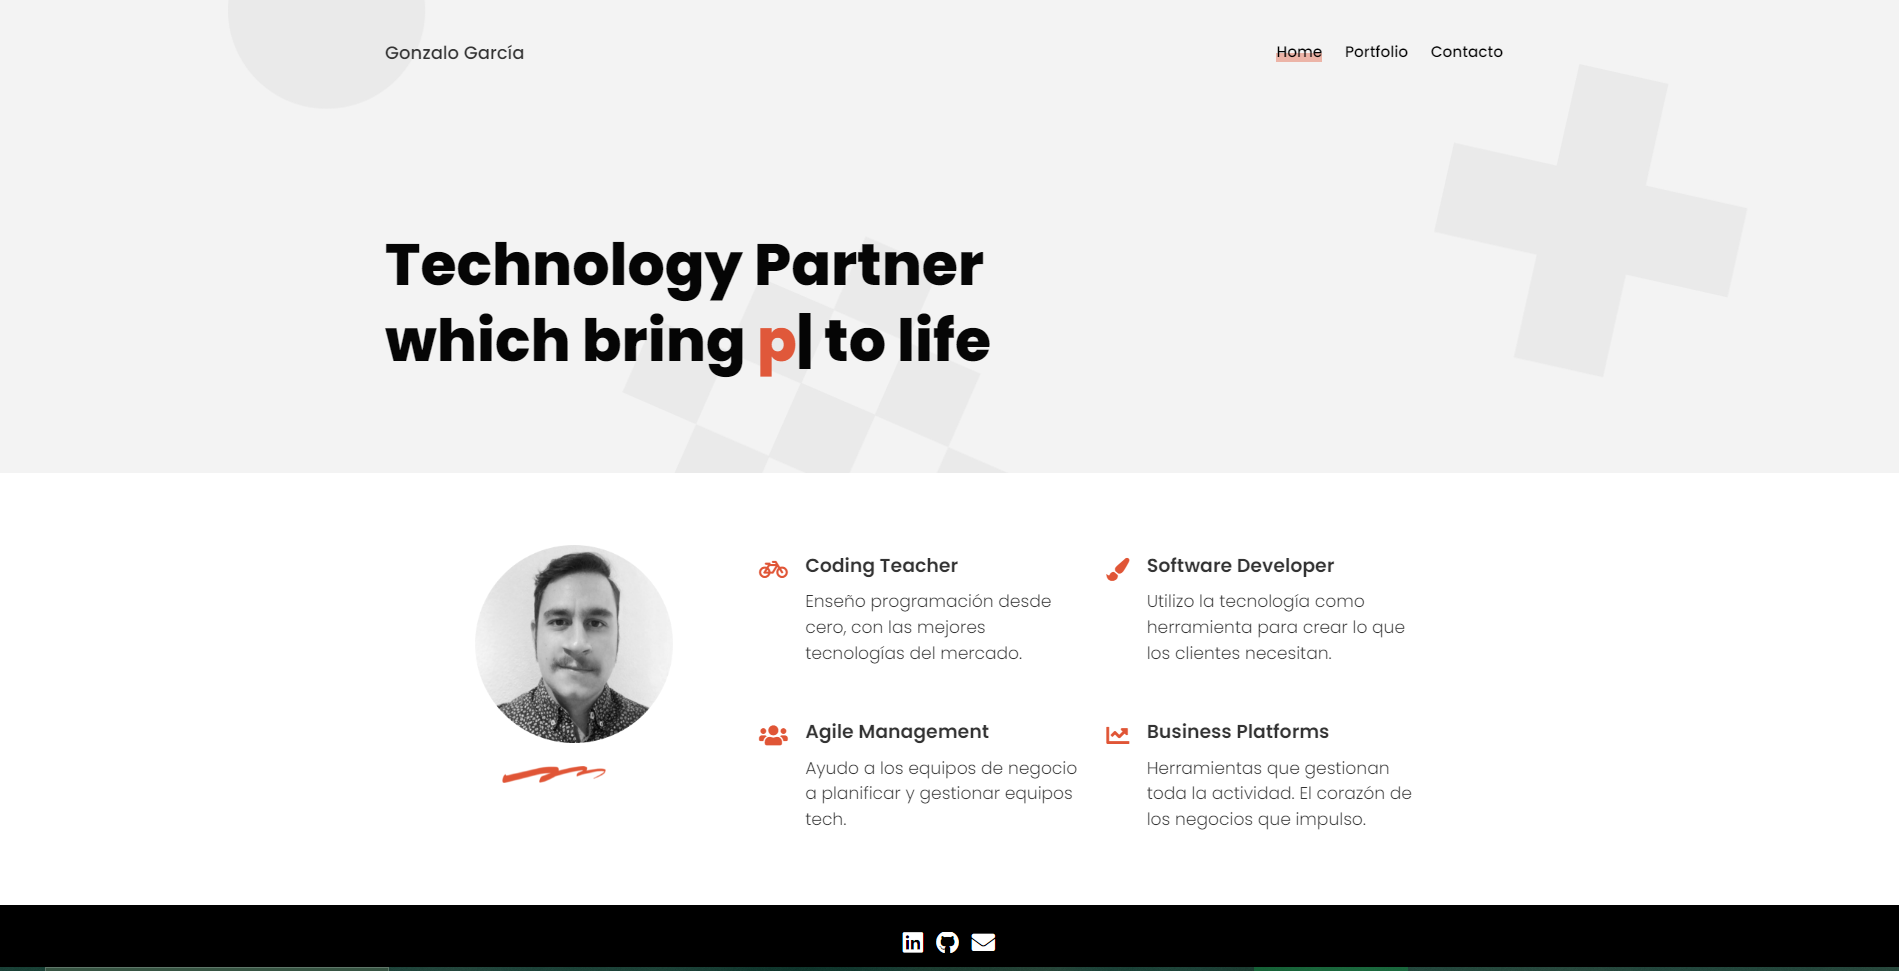 Gonzalo García
Home Portfolio Contacto
Technology Partner
which bring p| to life
Coding Teacher
Enseño programación desde
cero, con las mejores
tecnologías del mercado.
Software Developer
Utilizo la tecnología como
herramienta para crear lo que
los clientes necesitan.
Agile Management
Ayudo a los equipos de negocio
a planificar y gestionar equipos
tech.
Business Platforms
Herramientas que gestionan
toda la actividad. El corazón de
los negocios que impulso.